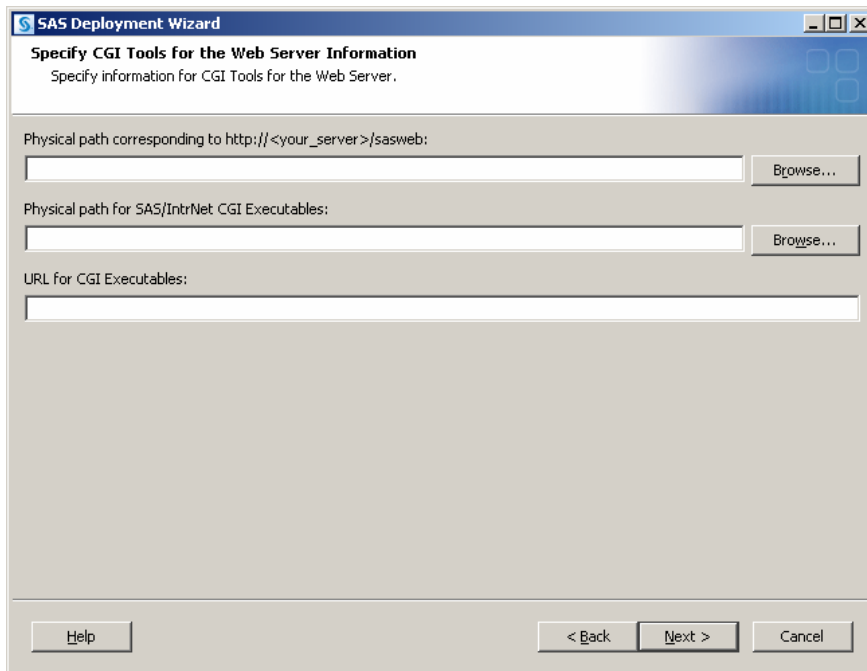 SAS Deployment Wizard
Specify CGI Tools for the Web Server Information
Specify information for CGI Tools for the Web Server.
Physical path corresponding to http://<your_server>/sasweb:
Browse...
Physical path for SAS/IntrNet CGI Executables:
Browse...
URL for CGI Executables:
Help
< Back
Next >
Cancel